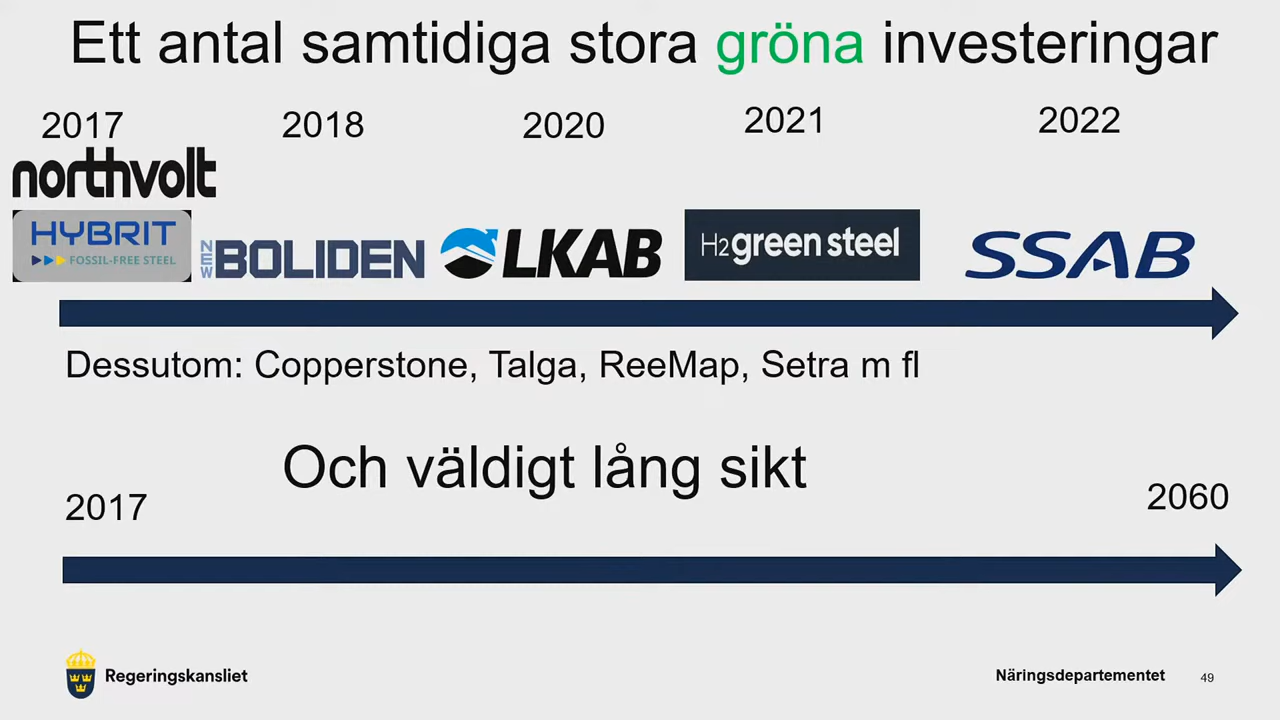 Ett antal samtidiga stora gröna investeringar
2017 2018 2020 2021 2022
northvolt
HYBRIT
FOSSIL-FREE STEEL
NEW BOLIDEN
LKAB
H2 green steel
SSAB
Dessutom: Copperstone, Talga, ReeMap, Setra m fl
Och väldigt lång sikt
2017 2060
Regeringskansliet
Näringsdepartementet 49